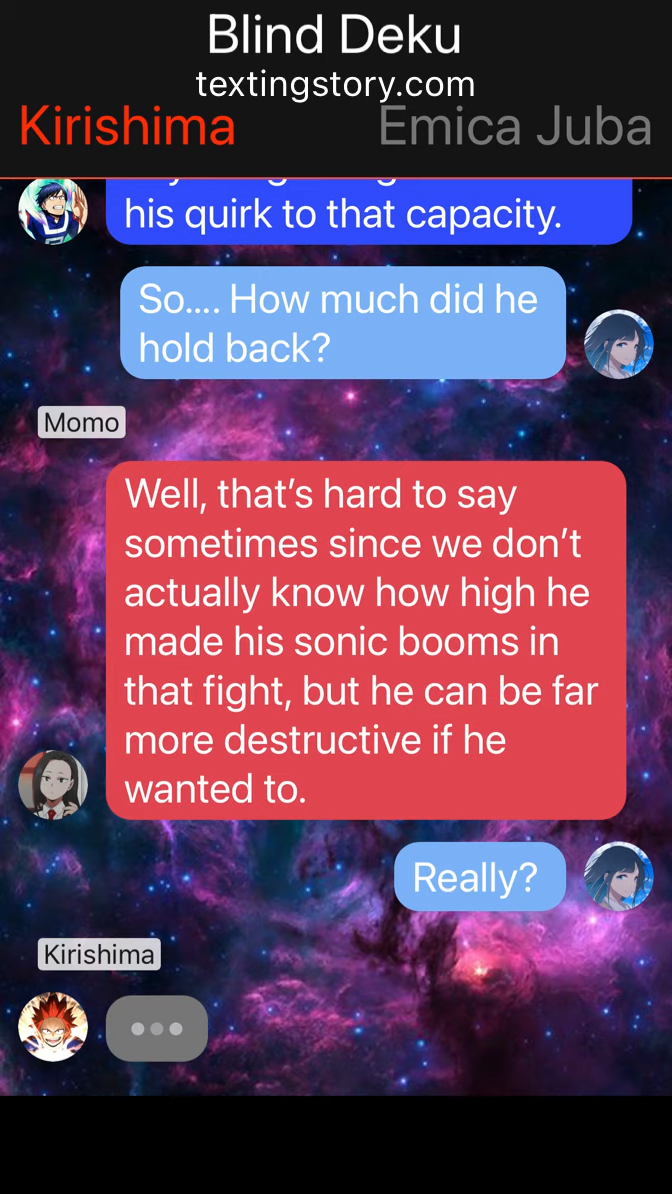 Blind Deku
textingstory.com
Kirishima
Emica Juba
his quirk to that capacity.
So.... How much did he
hold back?
Momo
Well, that’s hard to say
sometimes since we don’t
actually know how high he
made his sonic booms in
that fight, but he can be far
more destructive if he
wanted to.
Really?
Kirishima